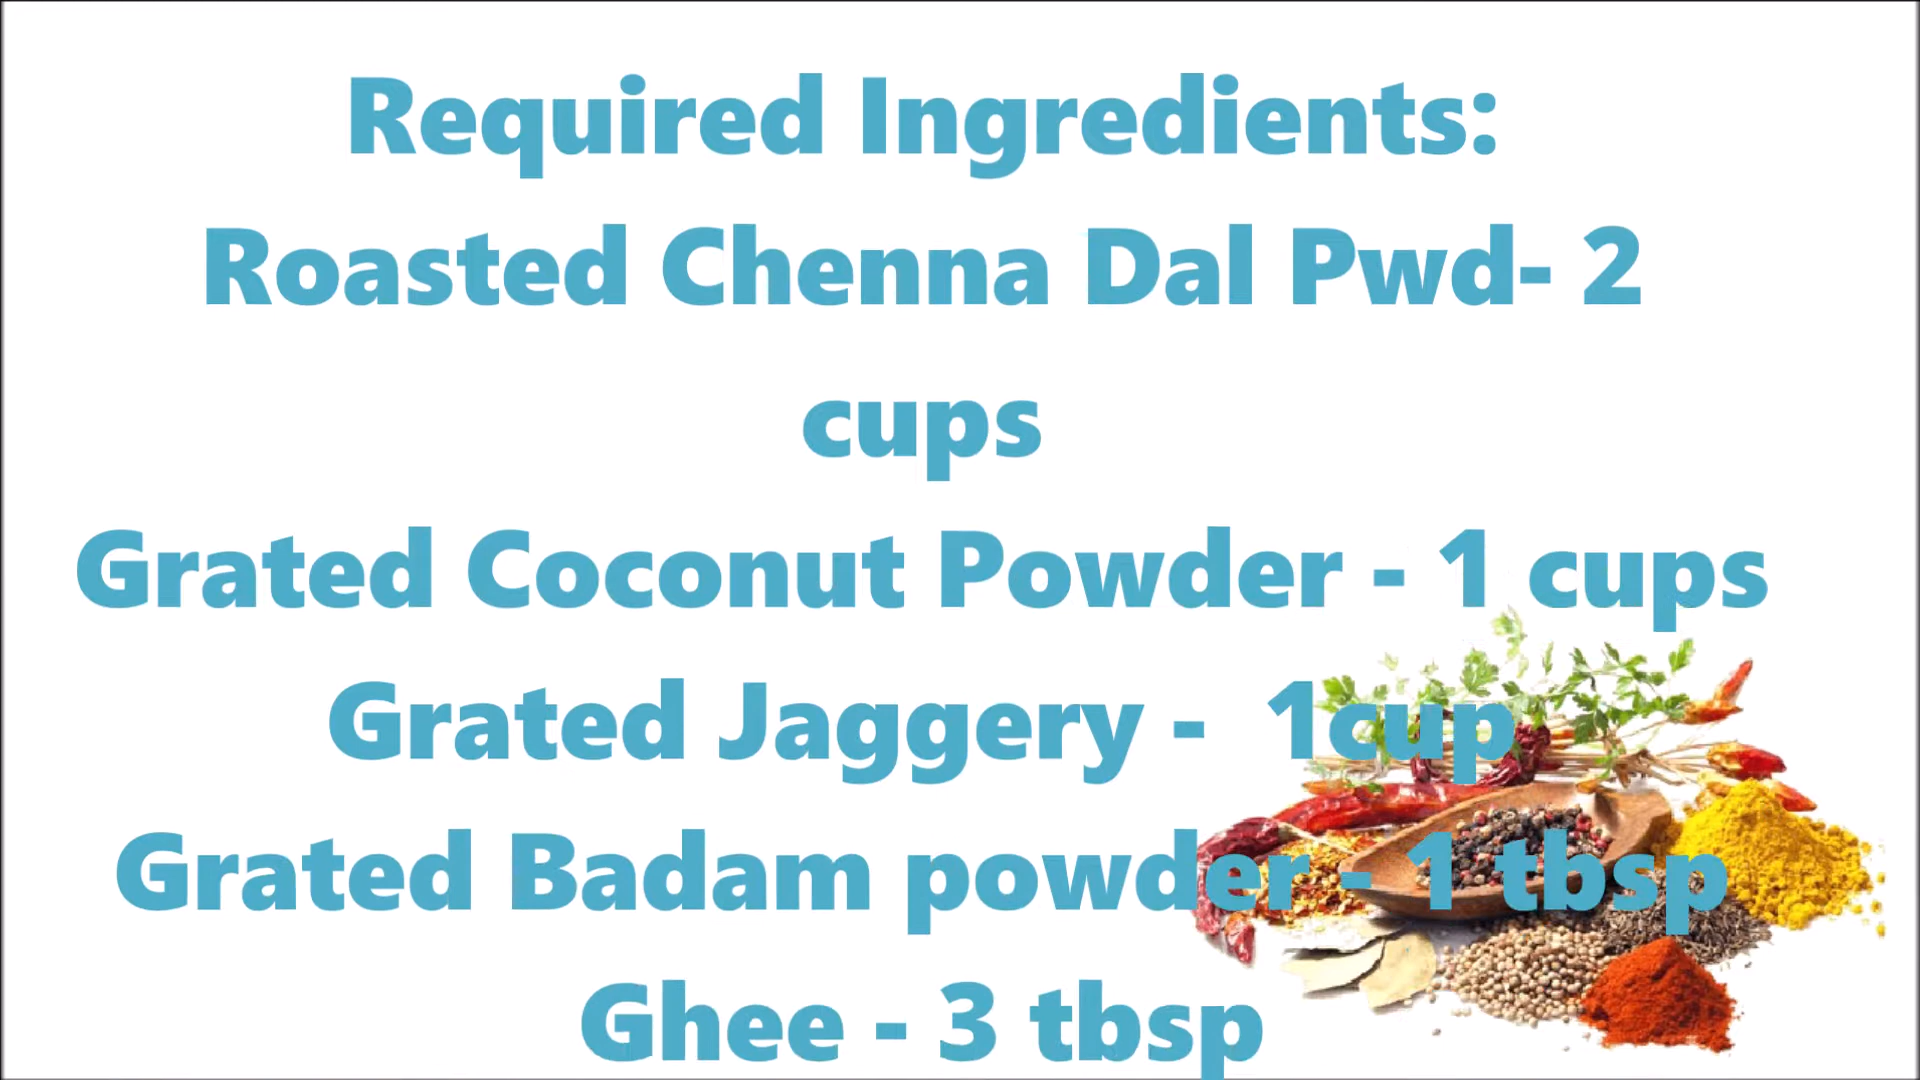 Required Ingredients:
Roasted Chenna Dal Pwd- 2
cups
Grated Coconut Powder - 1 cups
Grated Jaggery - 1cup
Grated Badam powder - 1 tbsp
Ghee - 3 tbsp